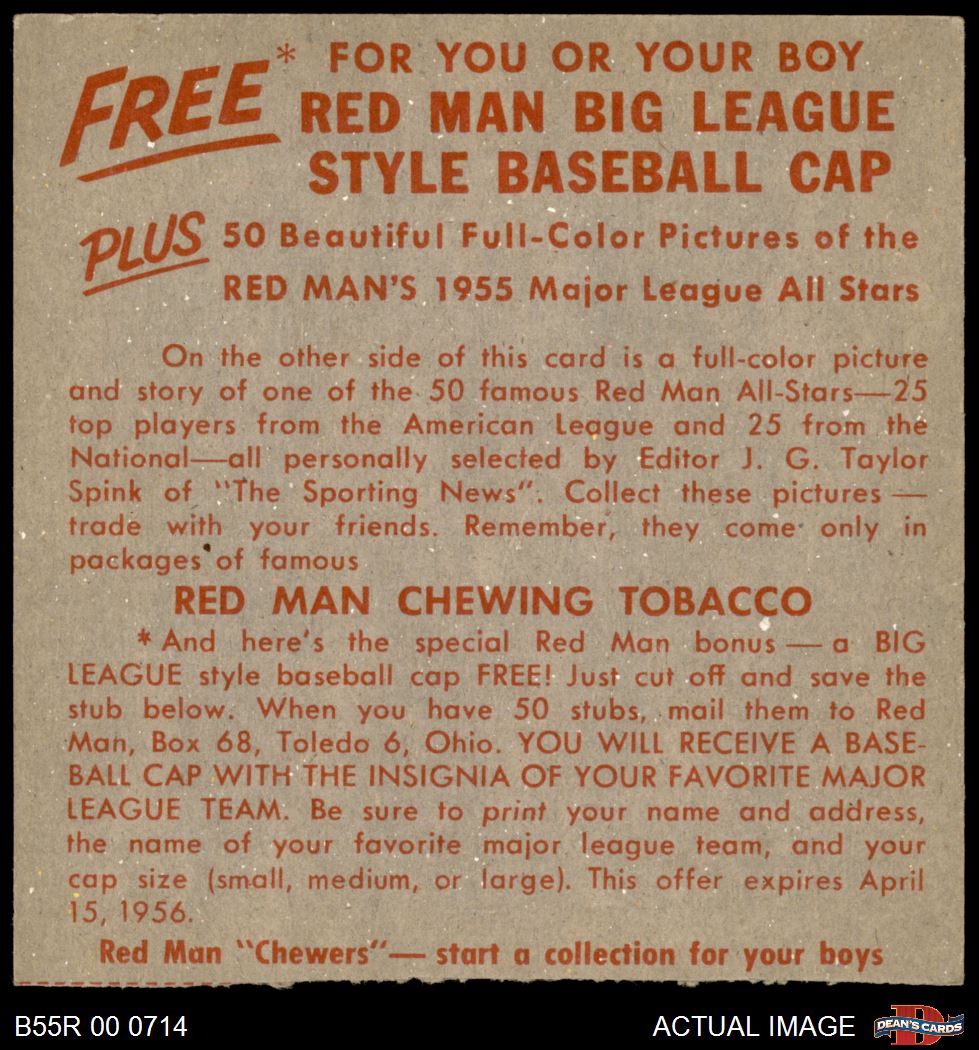 FREE* FOR YOU OR YOUR BOY
RED MAN BIG LEAGUE
STYLE BASEBALL CAP
PLUS 50 Beautiful Full-Color Pictures of the
RED MAN'S 1955 Major League All Stars
On the other side of this card is a full-color picture
and story of one of the 50 famous Red Man All-Stars—25
top players from the American League and 25 from the
National—all personally selected by Editor J. G. Taylor
Spink of "The Sporting News". Collect these pictures —
trade with your friends. Remember, they come only in
packages of famous
RED MAN CHEWING TOBACCO
* And here's the special Red Man bonus — a BIG
LEAGUE style baseball cap FREE! Just cut off and save the
stub below. When you have 50 stubs, mail them to Red
Man, Box 68, Toledo 6, Ohio. YOU WILL RECEIVE A BASE-
BALL CAP WITH THE INSIGNIA OF YOUR FAVORITE MAJOR
LEAGUE TEAM. Be sure to print your name and address,
the name of your favorite major league team, and your
cap size (small, medium, or large). This offer expires April
15, 1956.
Red Man "Chewers"— start a collection for your boys
B55R 00 0714 ACTUAL IMAGE D DEAN'S CARDS